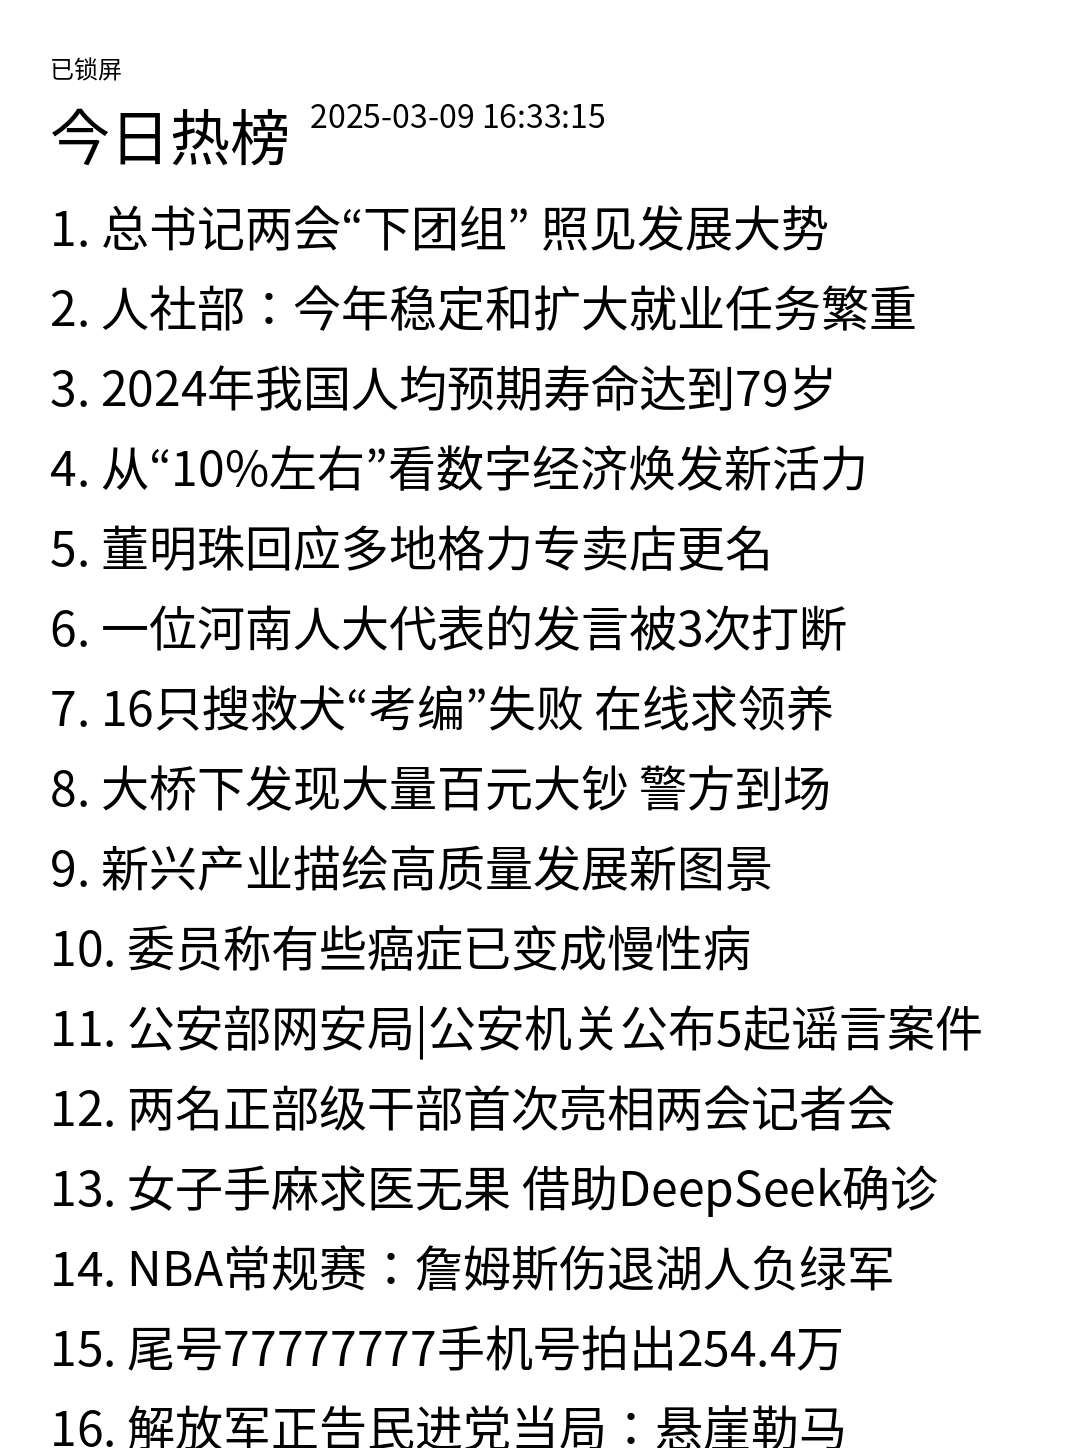 已锁屏
今日热榜 2025-03-09 16:33:15
1. 总书记两会“下团组” 照见发展大势
2. 人社部：今年稳定和扩大就业任务繁重
3. 2024年我国人均预期寿命达到79岁
4. 从“10%左右”看数字经济焕发新活力
5. 董明珠回应多地格力专卖店更名
6. 一位河南人大代表的发言被3次打断
7. 16只搜救犬“考编”失败 在线求领养
8. 大桥下发现大量百元大钞 警方到场
9. 新兴产业描绘高质量发展新图景
10. 委员称有些癌症已变成慢性病
11. 公安部网安局|公安机关公布5起谣言案件
12. 两名正部级干部首次亮相两会记者会
13. 女子手麻求医无果 借助DeepSeek确诊
14. NBA常规赛：詹姆斯伤退湖人负绿军
15. 尾号77777777手机号拍出254.4万
16. 解放军正告民进党当局：悬崖勒马